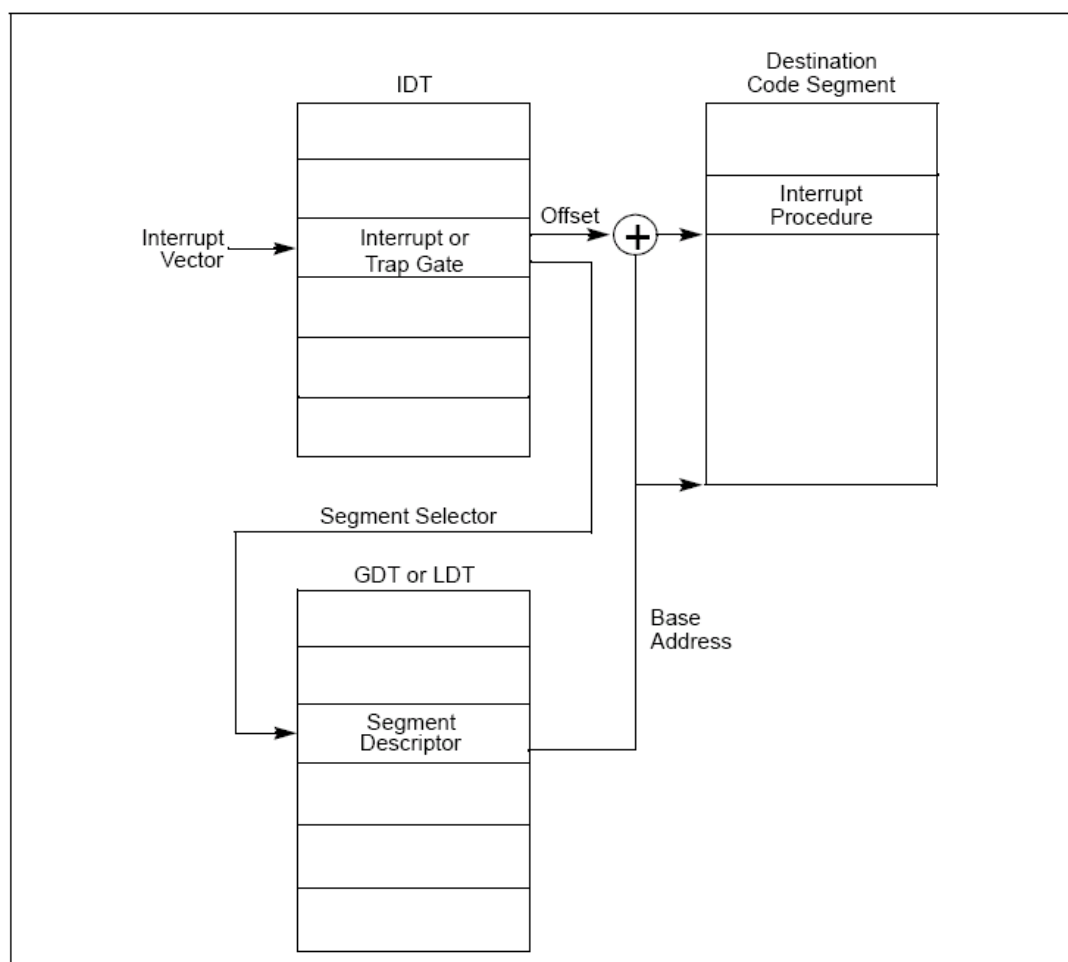 IDT
Destination
Code Segment
Interrupt
Vector
Interrupt or
Trap Gate
Offset
+
Interrupt
Procedure
Segment Selector
GDT or LDT
Segment
Descriptor
Base
Address